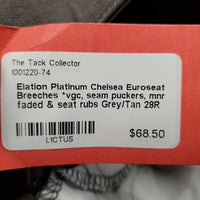 The Tack Collector
1001220-74
Elation Platinum Chelsea Euroseat
Breeches *vgc, seam puckers, mnr
faded & seat rubs Grey/Tan 28R
L1CTUS
$68.50